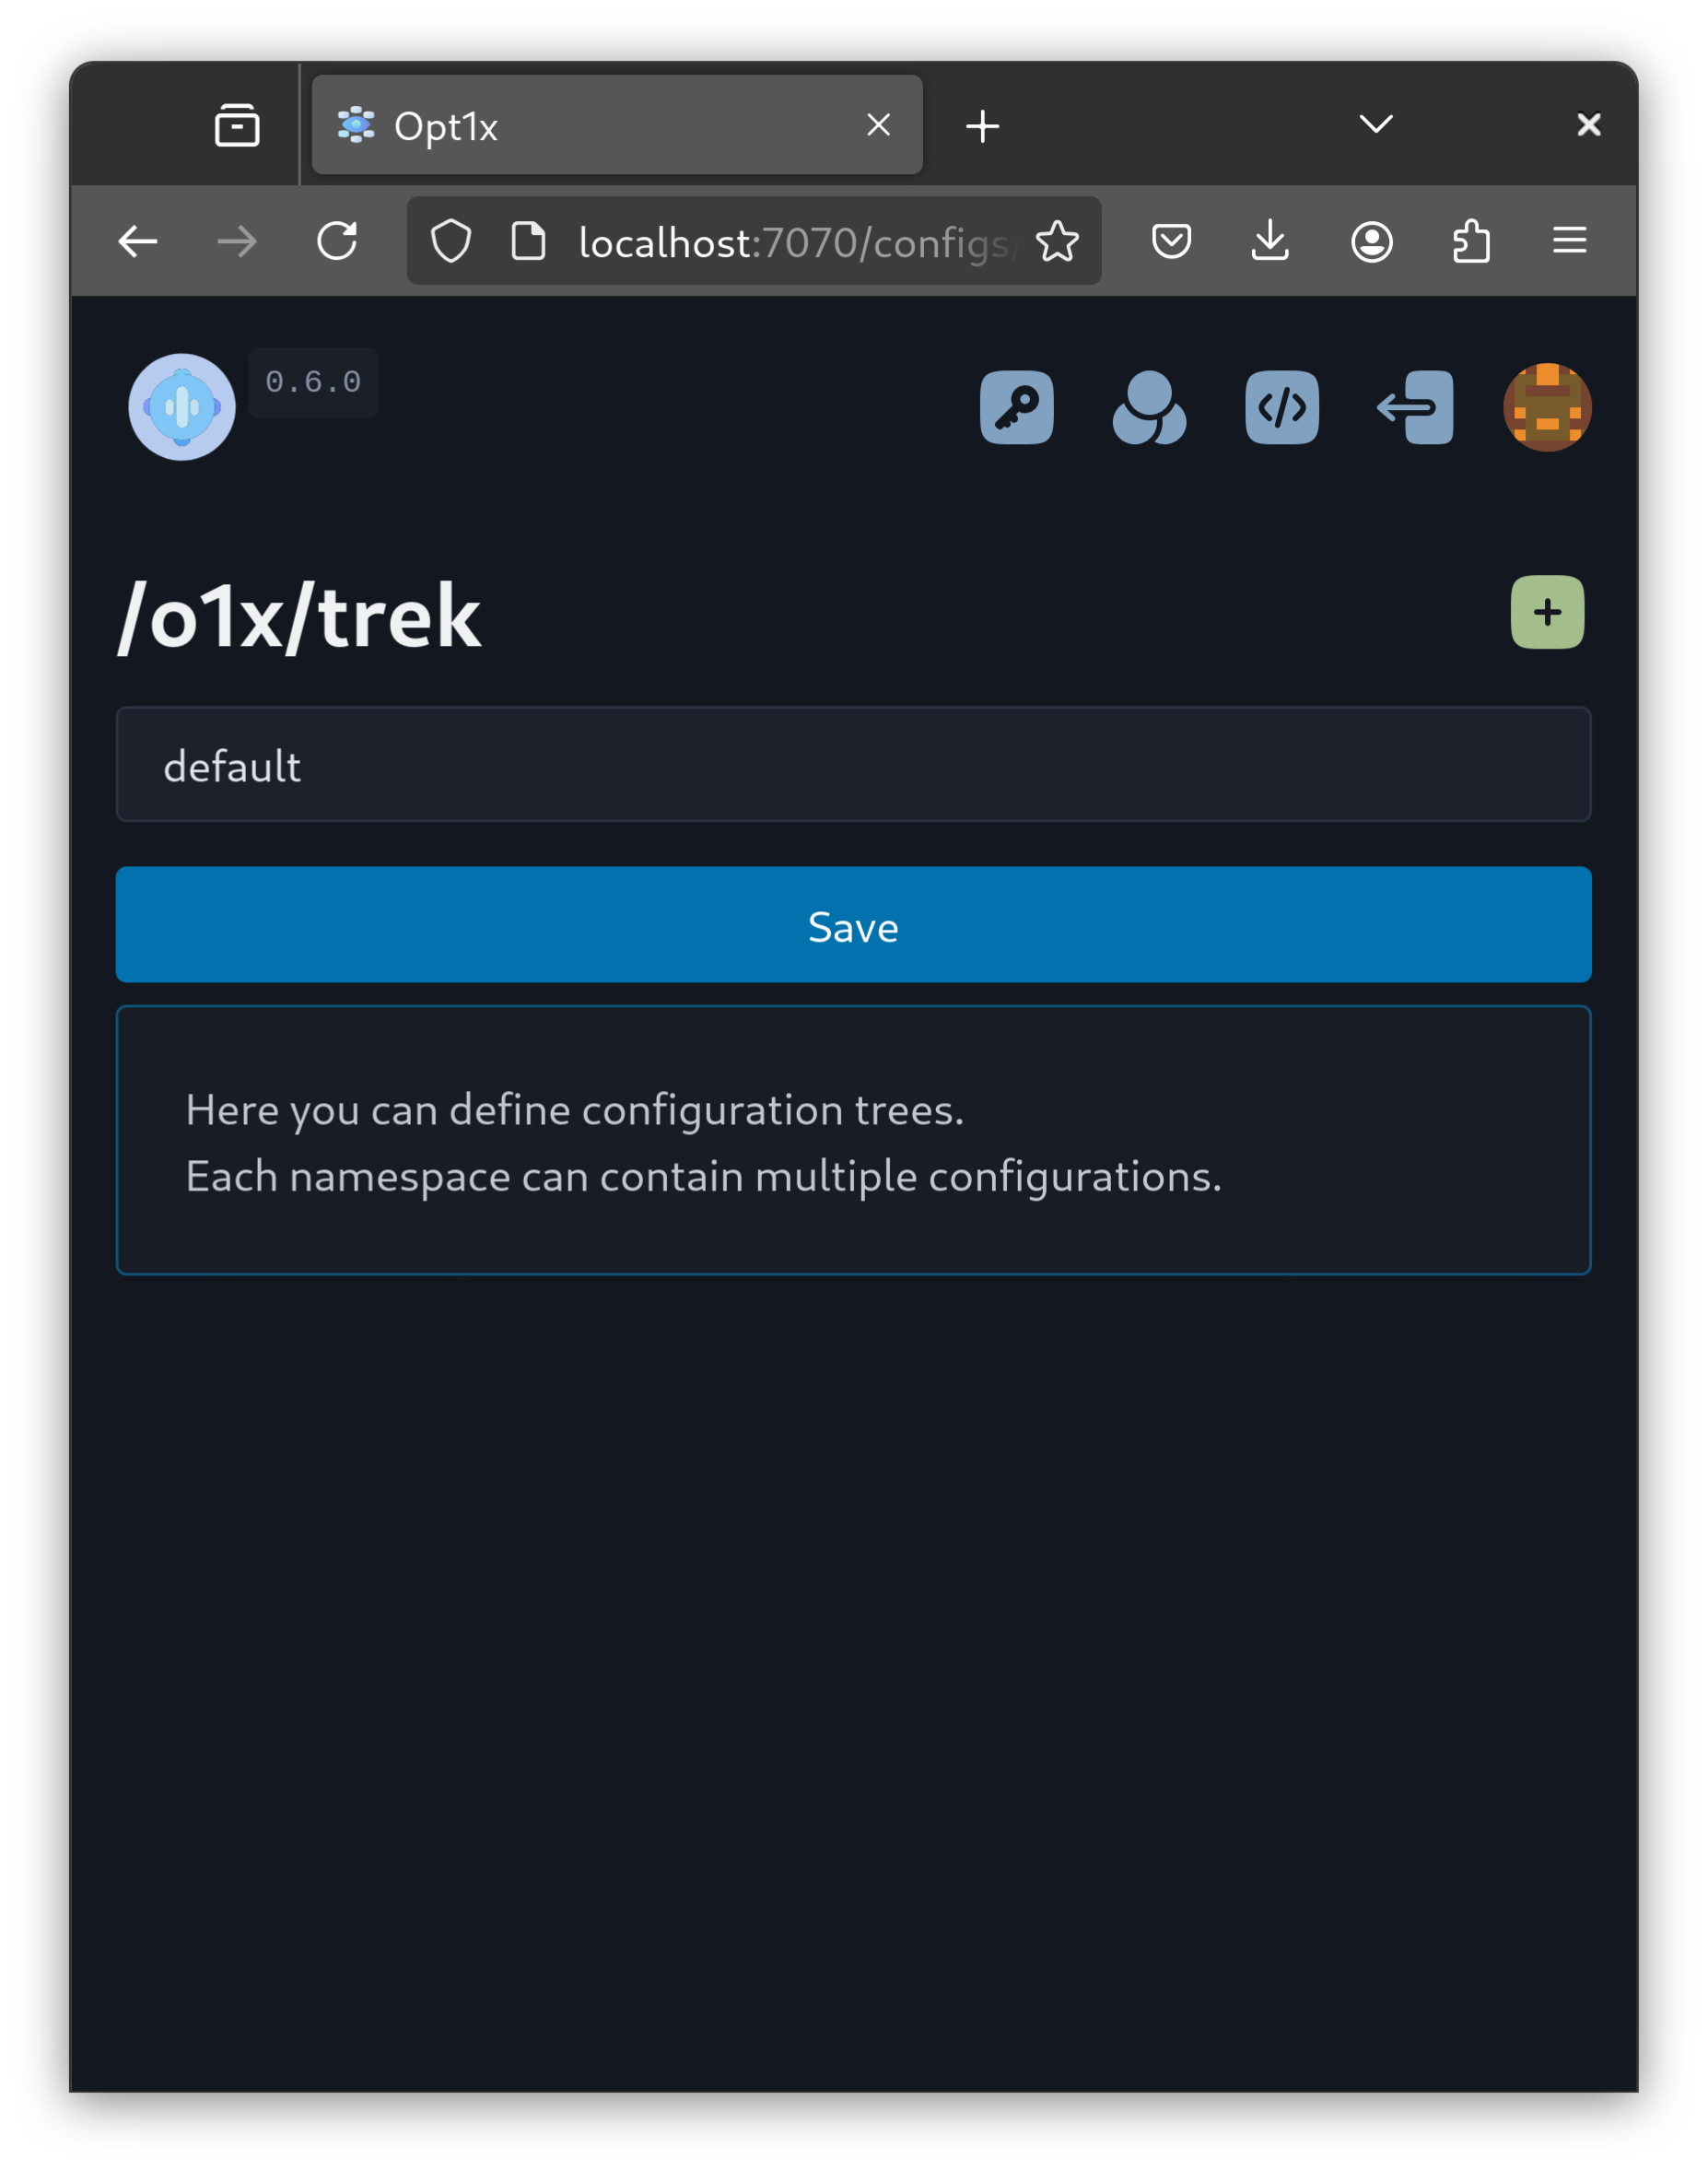 Opt1x
localhost:7070/configs/
0.6.0
/o1x/trek
default
Save
Here you can define configuration trees.
Each namespace can contain multiple configurations.